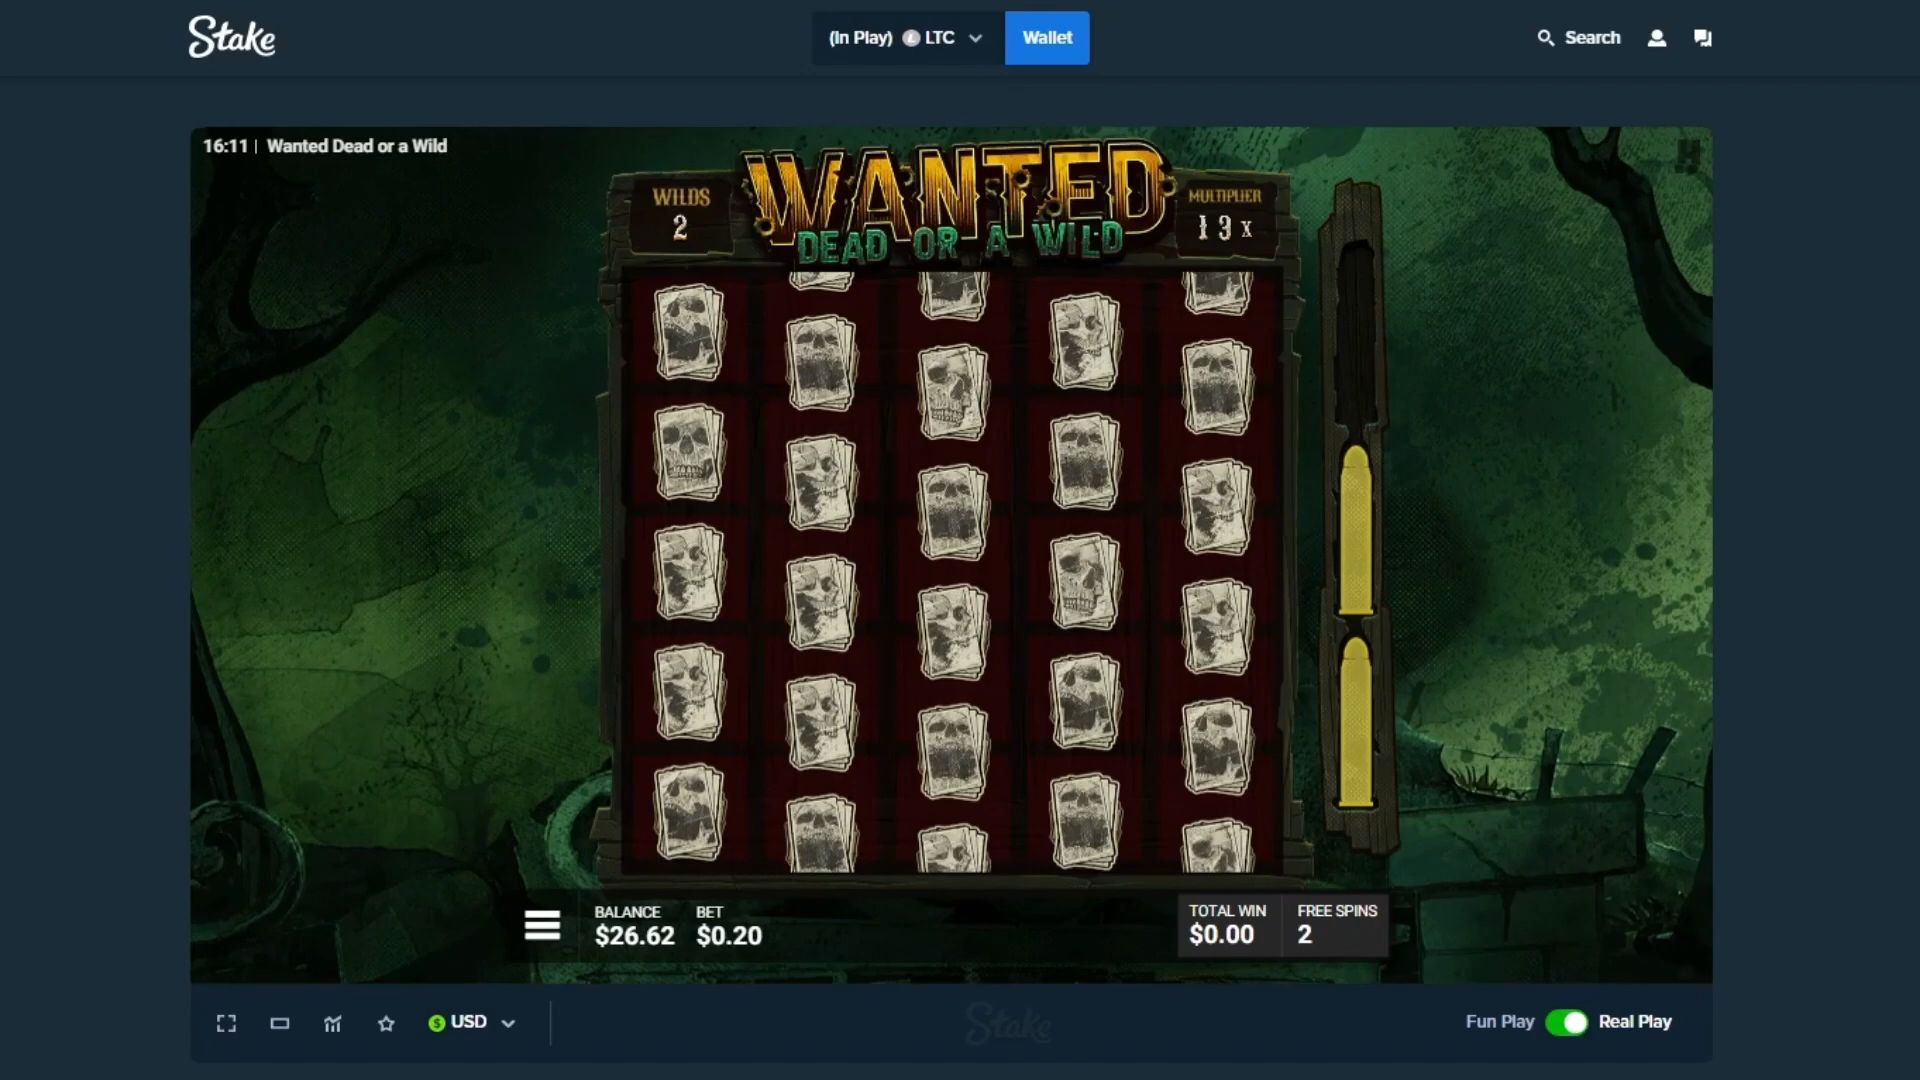 Stake
(In Play) LTC
Wallet
Search
16:11 | Wanted Dead or a Wild
WANTED
DEAD OR A WILD
WILDS
2
MULTIPLIER
13x
BALANCE
$26.62
BET
$0.20
TOTAL WIN
$0.00
FREE SPINS
2
USD
Stake
Fun Play
Real Play